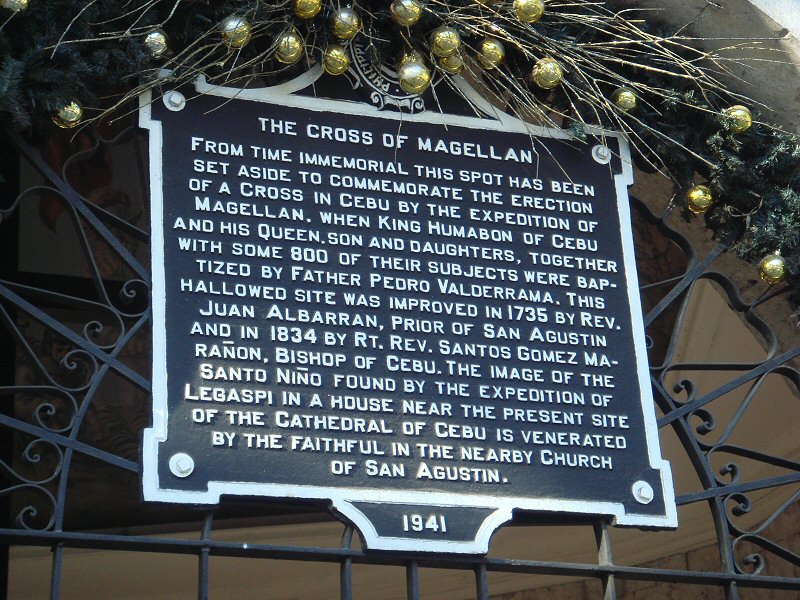 THE CROSS OF MAGELLAN
FROM TIME IMMEMORIAL THIS SPOT HAS BEEN
SET ASIDE TO COMMEMORATE THE ERECTION
OF A CROSS IN CEBU BY THE EXPEDITION OF
MAGELLAN. WHEN KING HUMABON OF CEBU
AND HIS QUEEN, SON AND DAUGHTERS, TOGETHER
WITH SOME 800 OF THEIR SUBJECTS WERE BAP-
TIZED BY FATHER PEDRO VALDERRAMA. THIS
HALLOWED SITE WAS IMPROVED IN 1735 BY REV.
JUAN ALBARRAN, PRIOR OF SAN AGUSTIN
AND IN 1834 BY RT. REV. SANTOS GOMEZ MA-
RAÑON, BISHOP OF CEBU. THE IMAGE OF THE
SANTO NIÑO FOUND BY THE EXPEDITION OF
LEGASPI IN A HOUSE NEAR THE PRESENT SITE
OF THE CATHEDRAL OF CEBU IS VENERATED
BY THE FAITHFUL IN THE NEARBY CHURCH
OF SAN AGUSTIN.
1941